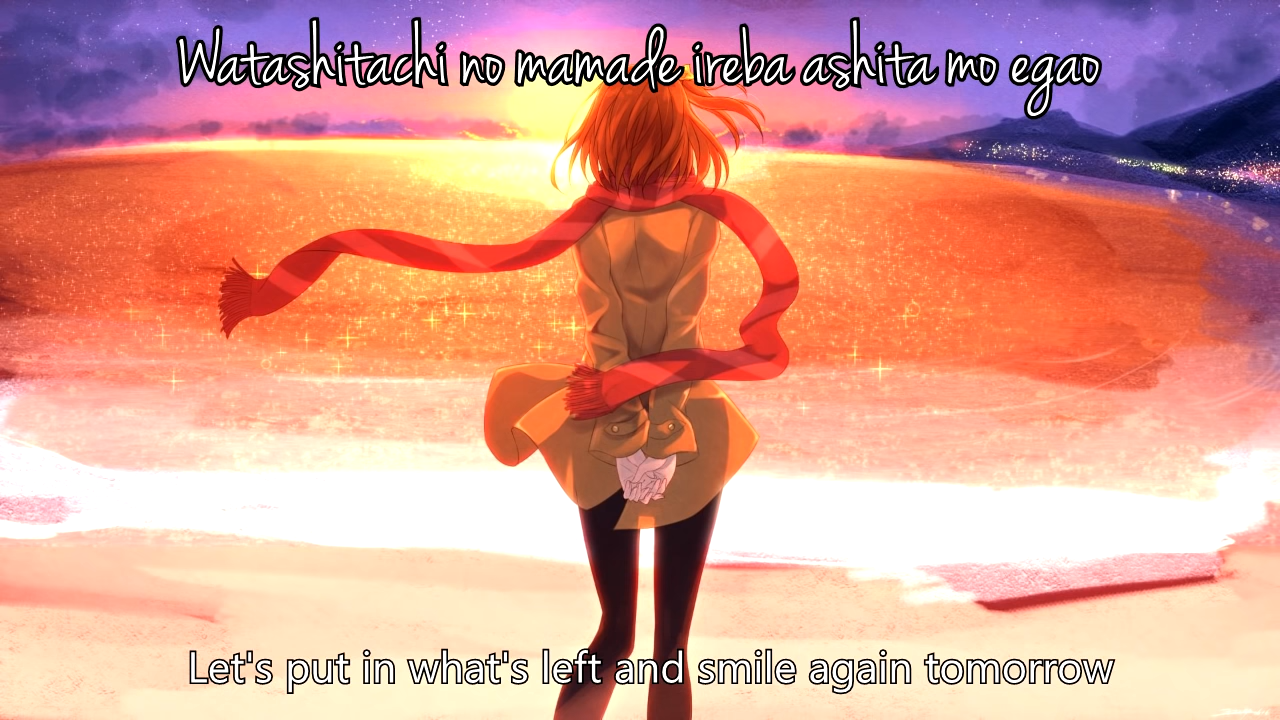 Watashitachi no mamade ireba ashita mo egao
Let's put in what's left and smile again tomorrow